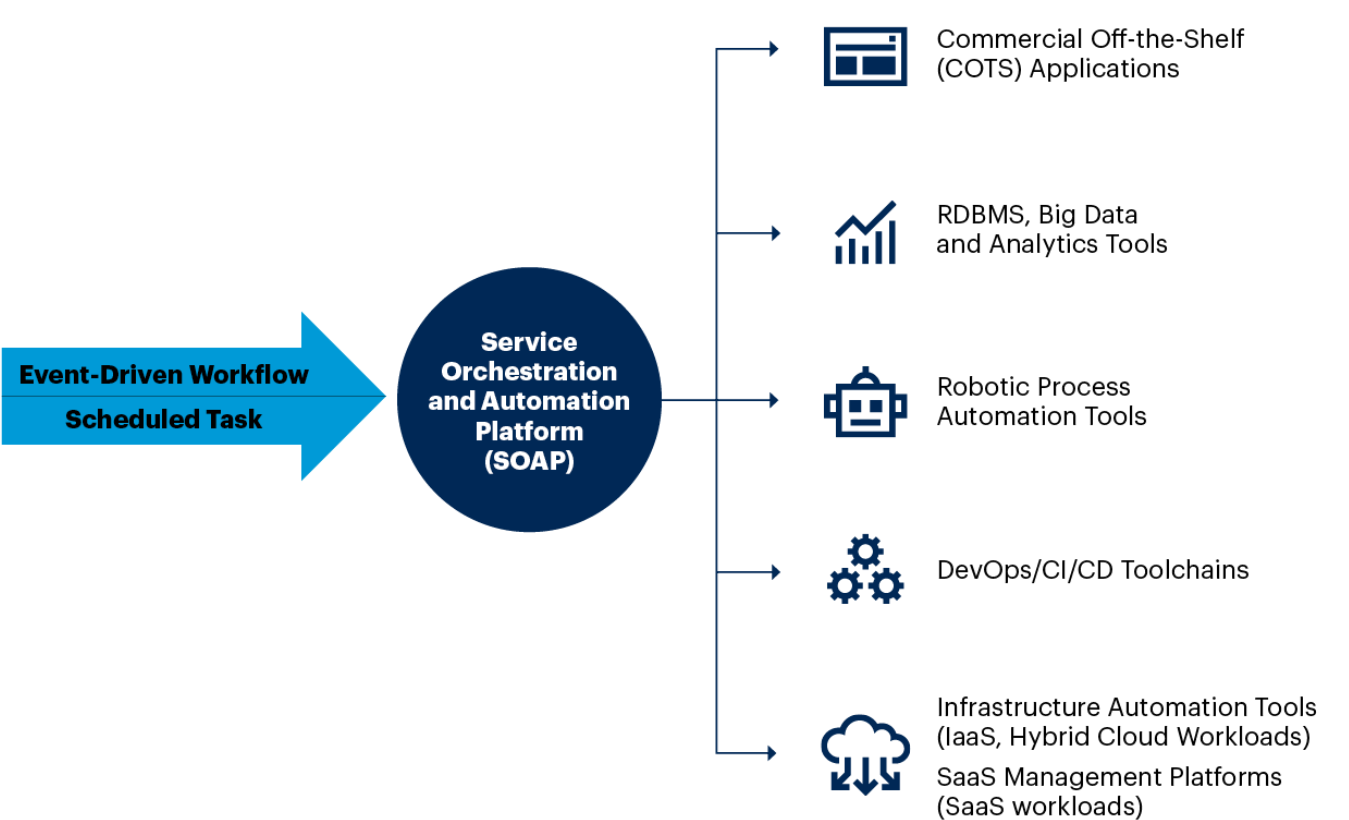 Event-Driven Workflow
Scheduled Task
Service
Orchestration
and Automation
Platform
(SOAP)
Commercial Off-the-Shelf
(COTS) Applications
RDBMS, Big Data
and Analytics Tools
Robotic Process
Automation Tools
DevOps/CI/CD Toolchains
Infrastructure Automation Tools
(IaaS, Hybrid Cloud Workloads)
SaaS Management Platforms
(SaaS workloads)